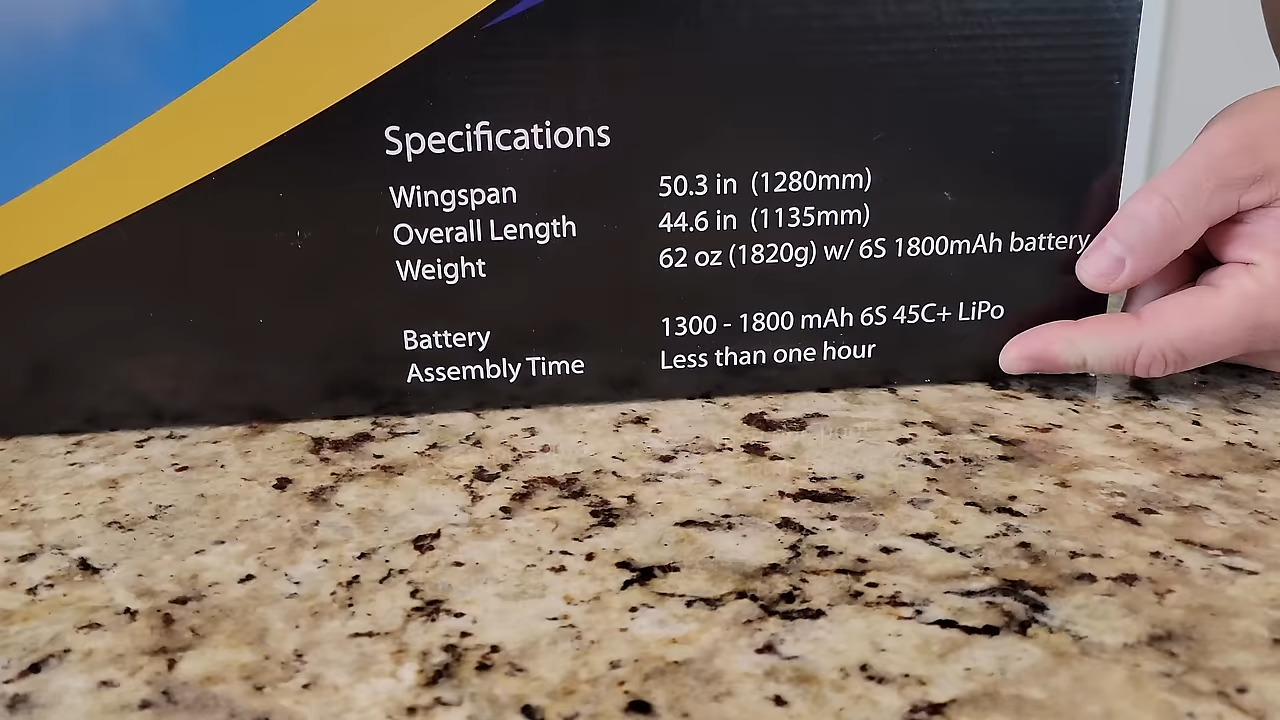 Specifications
Wingspan 50.3 in (1280mm)
Overall Length 44.6 in (1135mm)
Weight 62 oz (1820g) w/ 6S 1800mAh battery
Battery 1300 - 1800 mAh 6S 45C+ LiPo
Assembly Time Less than one hour